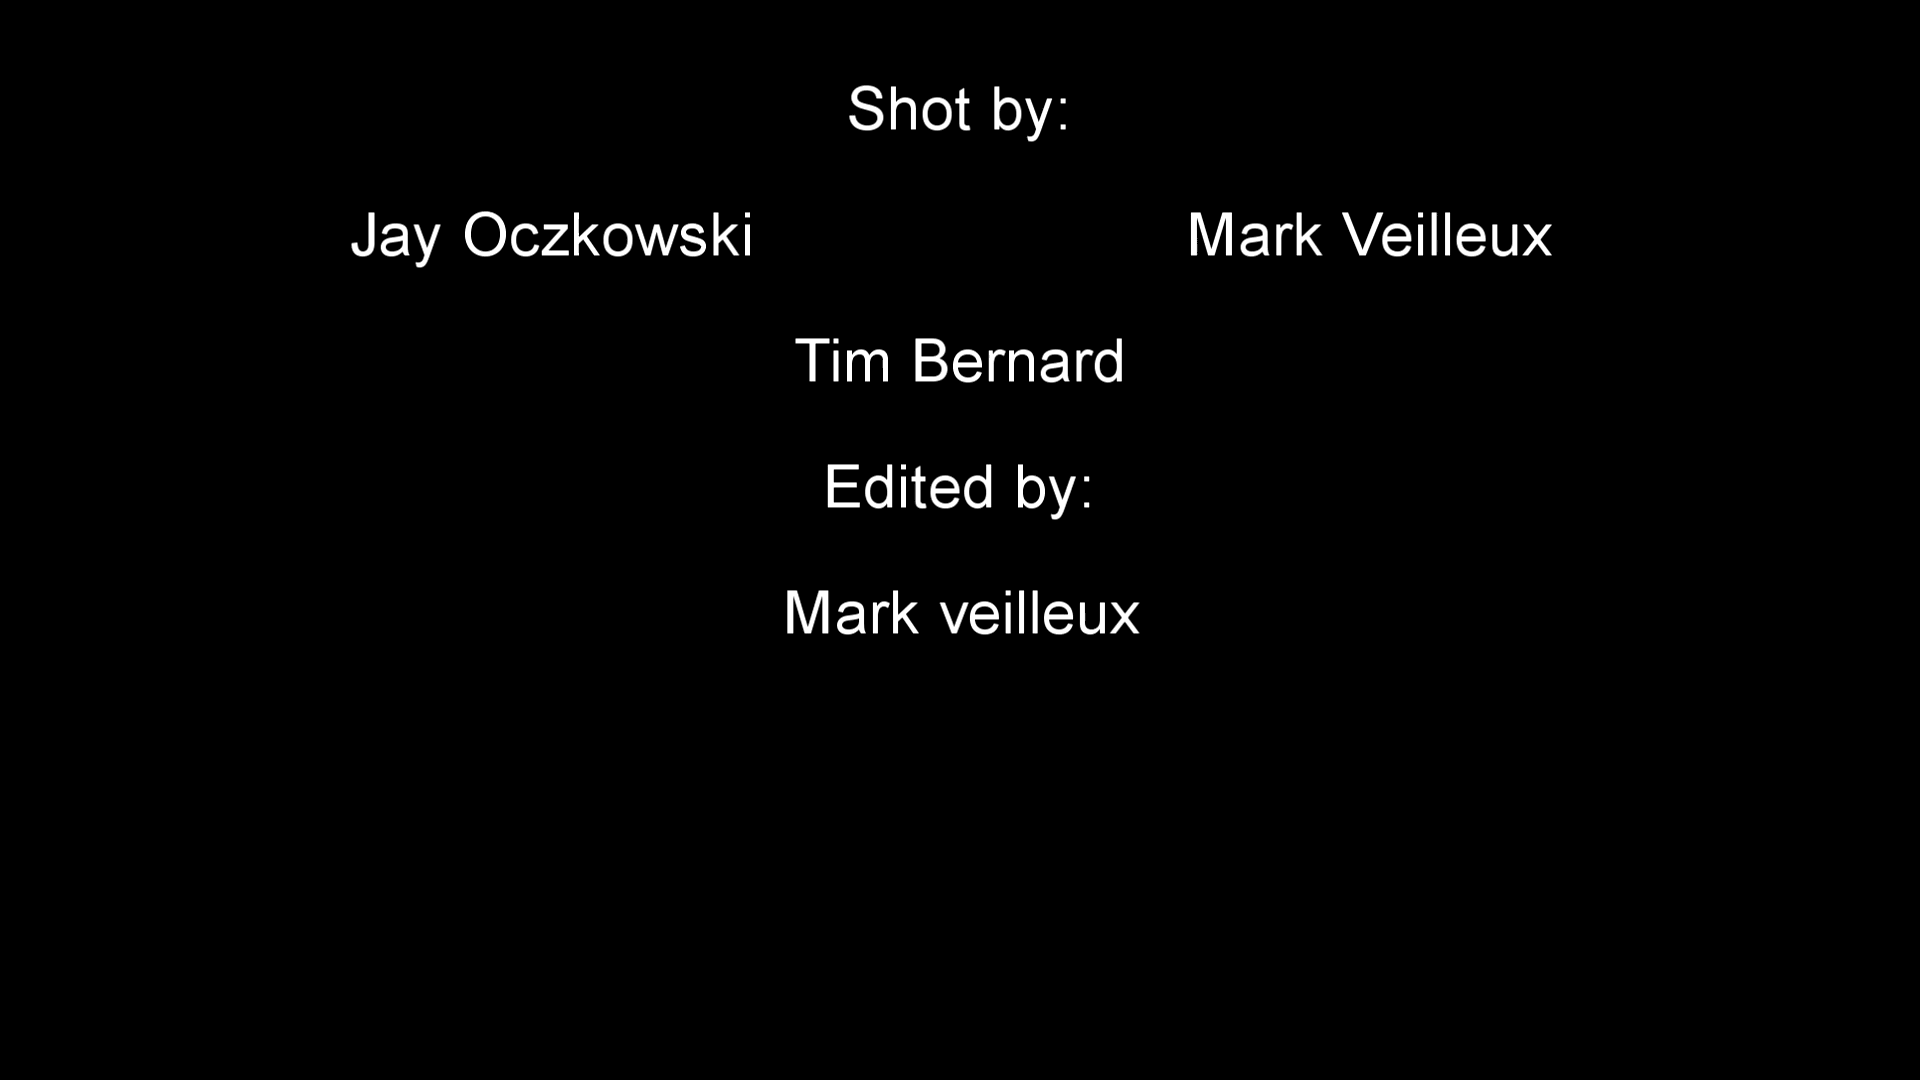 Shot by:
Jay Oczkowski Mark Veilleux
Tim Bernard
Edited by:
Mark veilleux